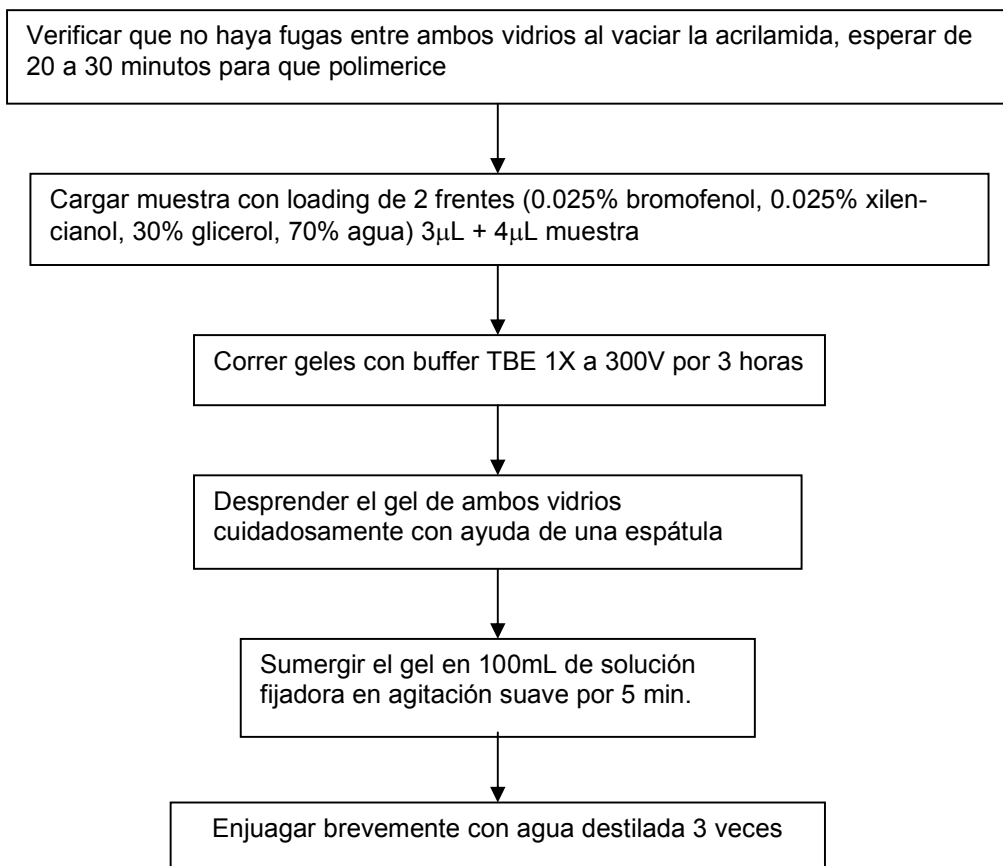 Verificar que no haya fugas entre ambos vidrios al vaciar la acrilamida, esperar de
20 a 30 minutos para que polimerice
Cargar muestra con loading de 2 frentes (0.025% bromofenol, 0.025% xilen-
cianol, 30% glicerol, 70% agua) 3μL + 4μL muestra
Correr geles con buffer TBE 1X a 300V por 3 horas
Desprender el gel de ambos vidrios
cuidadosamente con ayuda de una espátula
Sumergir el gel en 100mL de solución
fijadora en agitación suave por 5 min.
Enjuagar brevemente con agua destilada 3 veces